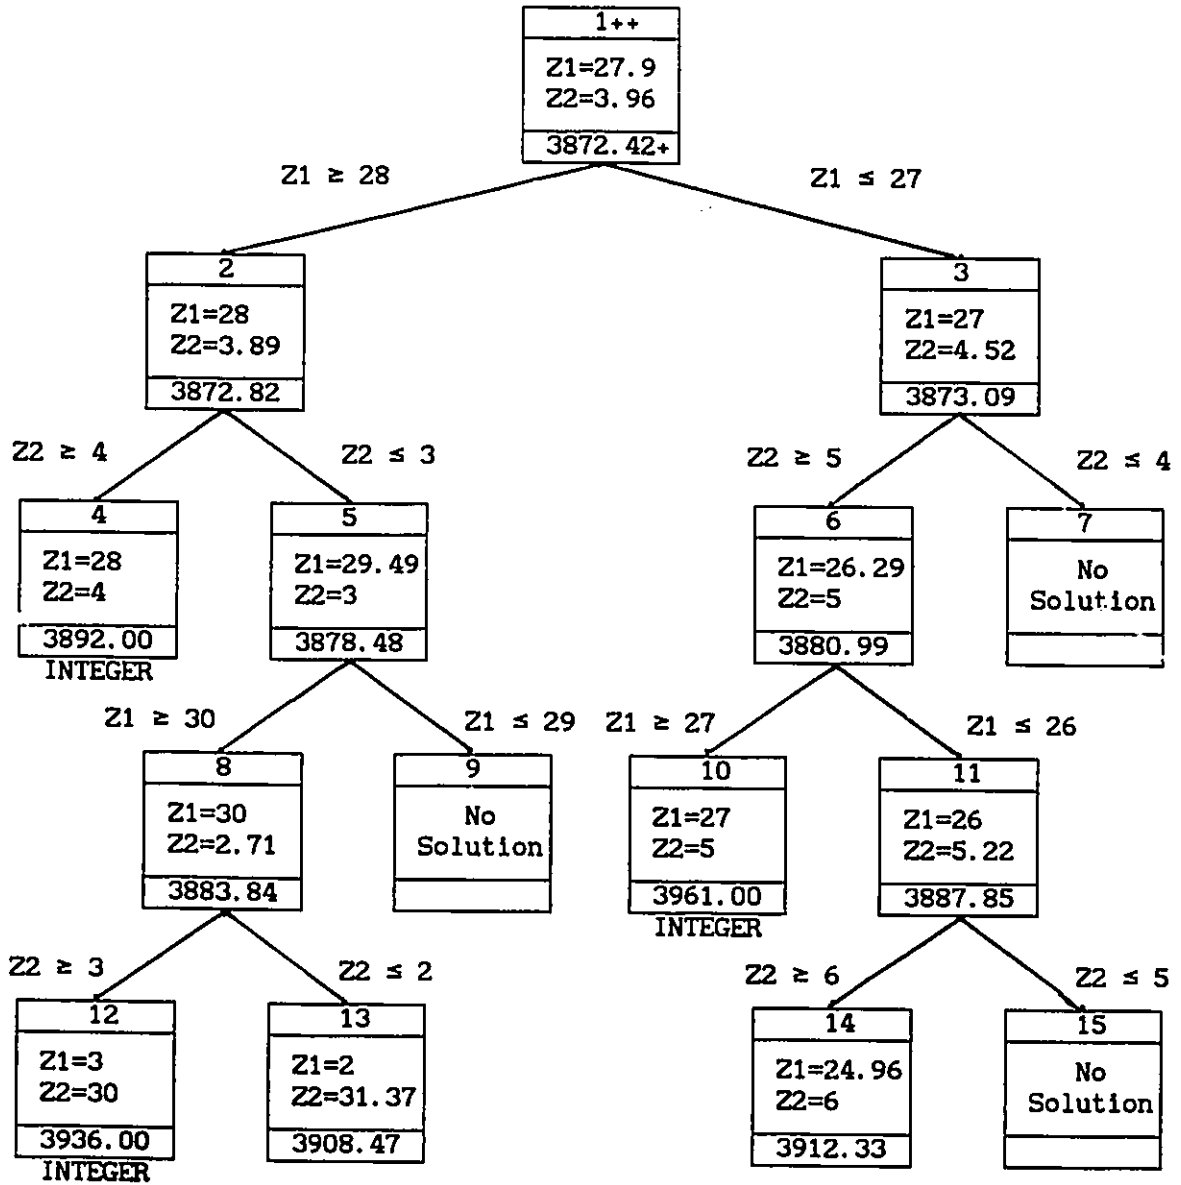 1++
Z1=27.9
Z2=3.96
3872.42+
Z1 ≥ 28
Z1 ≤ 27
2
Z1=28
Z2=3.89
3872.82
3
Z1=27
Z2=4.52
3873.09
Z2 ≥ 4
Z2 ≤ 3
Z2 ≥ 5
Z2 ≤ 4
4
Z1=28
Z2=4
3892.00
INTEGER
5
Z1=29.49
Z2=3
3878.48
6
Z1=26.29
Z2=5
3880.99
7
No
Solution
Z1 ≥ 30
Z1 ≤ 29
Z1 ≥ 27
Z1 ≤ 26
8
Z1=30
Z2=2.71
3883.84
9
No
Solution
10
Z1=27
Z2=5
3961.00
INTEGER
11
Z1=26
Z2=5.22
3887.85
Z2 ≥ 3
Z2 ≤ 2
Z2 ≥ 6
Z2 ≤ 5
12
Z1=3
Z2=30
3936.00
INTEGER
13
Z1=2
Z2=31.37
3908.47
14
Z1=24.96
Z2=6
3912.33
15
No
Solution